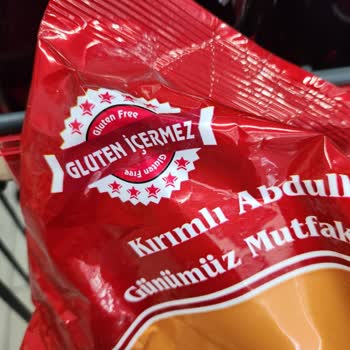 Gluten Free
GLUTEN İÇERMEZ
Gluten Free
Kırımlı Abdull
Günümüz Mutfak